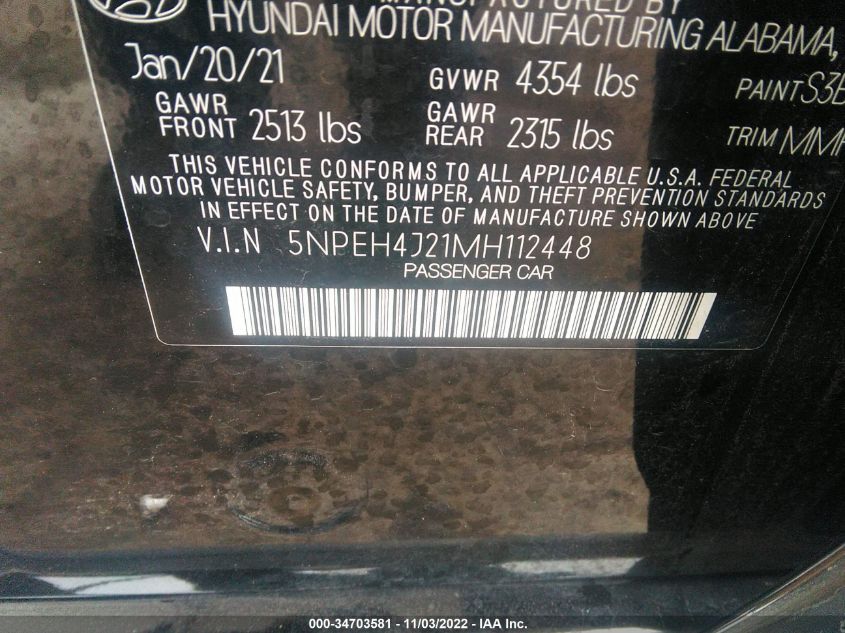 MANUFACTURED BY
HYUNDAI MOTOR MANUFACTURING ALABAMA,
Jan/20/21 GVWR 4354 lbs PAINT
GAWR FRONT 2513 lbs GAWR REAR 2315 lbs TRIM
THIS VEHICLE CONFORMS TO ALL APPLICABLE U.S.A. FEDERAL
MOTOR VEHICLE SAFETY, BUMPER, AND THEFT PREVENTION STANDARDS
IN EFFECT ON THE DATE OF MANUFACTURE SHOWN ABOVE
V.I.N 5NPEH4J21MH112448
PASSENGER CAR
000-34703581 - 11/03/2022 - IAA Inc.